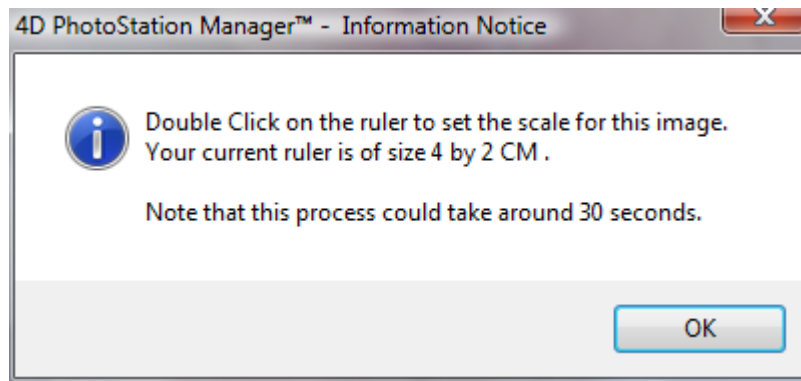 4D PhotoStation Manager™ - Information Notice
Double Click on the ruler to set the scale for this image.
Your current ruler is of size 4 by 2 CM .
Note that this process could take around 30 seconds.
OK